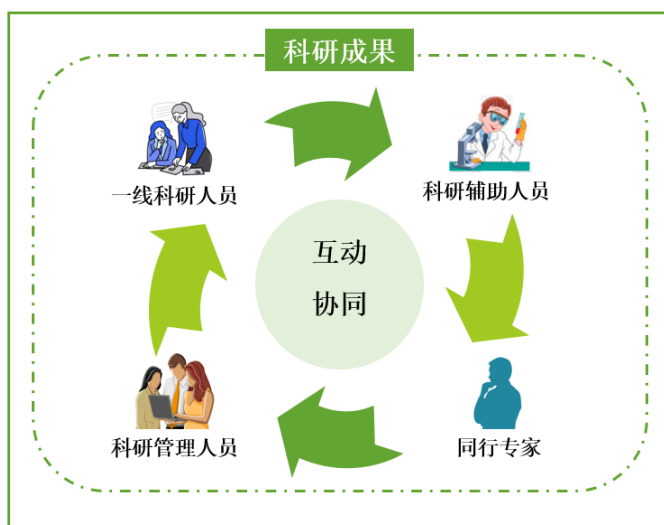 科研成果
一线科研人员
科研辅助人员
互动
协同
科研管理人员
同行专家